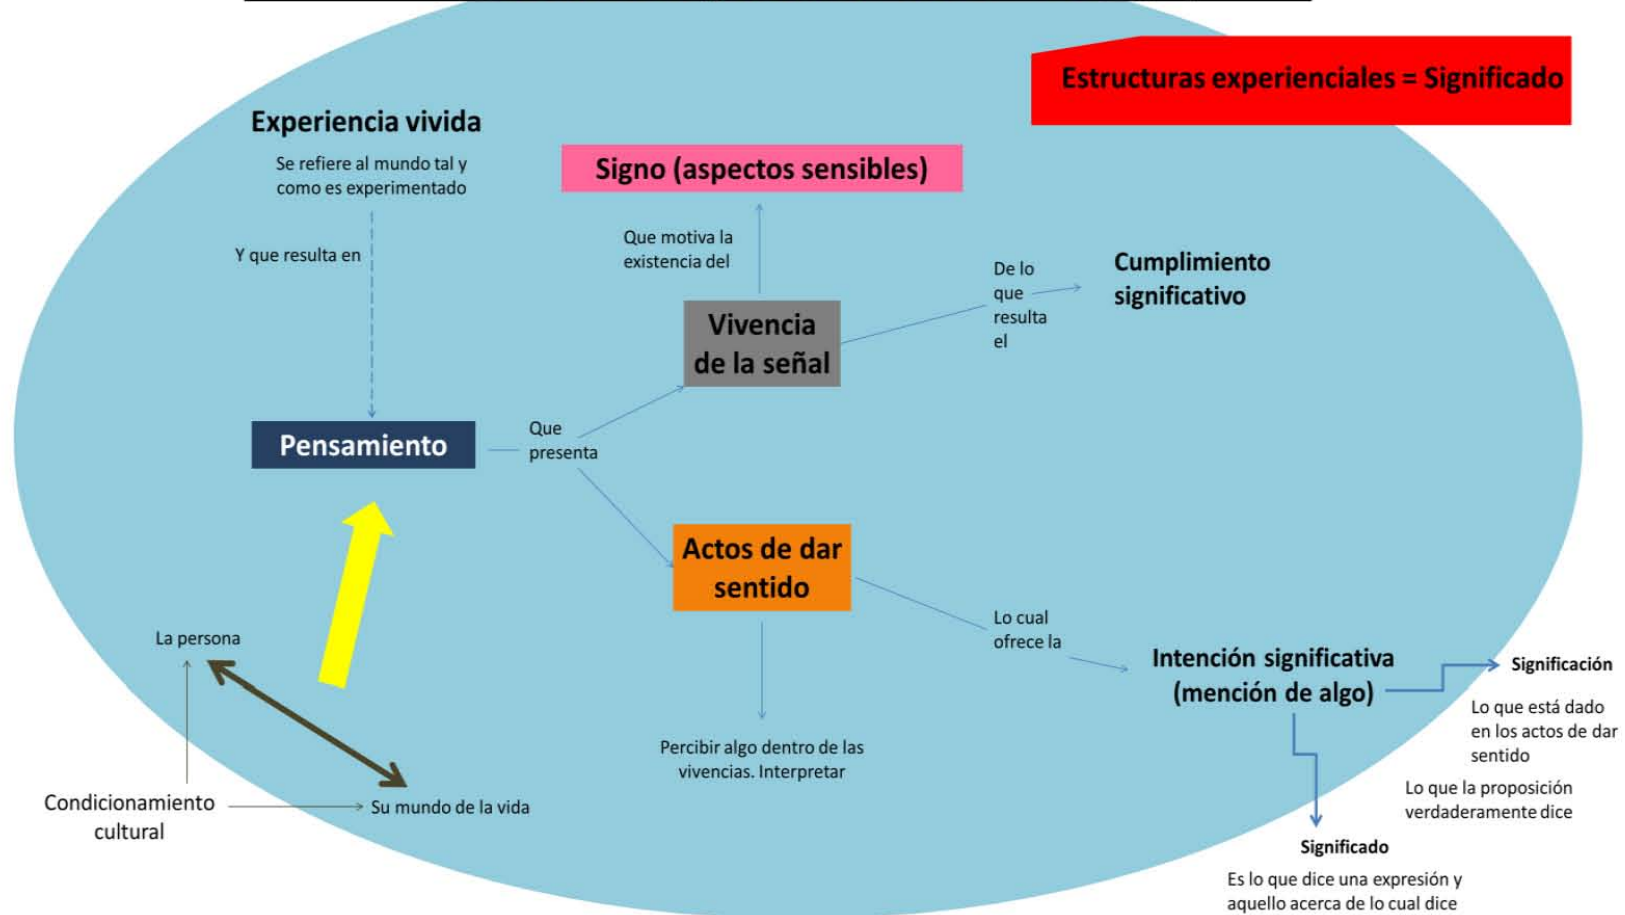 Estructuras experienciales = Significado
Experiencia vivida
Se refiere al mundo tal y
como es experimentado
Y que resulta en
Signo (aspectos sensibles)
Que motiva la
existencia del
Vivencia
de la señal
De lo
que
resulta
el
Cumplimiento
significativo
Pensamiento
Que
presenta
Actos de dar
sentido
Lo cual
ofrece la
Intención significativa
(mención de algo)
Significación
Lo que está dado
en los actos de dar
sentido
Lo que la proposición
verdaderamente dice
Significado
Es lo que dice una expresión y
aquello acerca de lo cual dice
Percibir algo dentro de las
vivencias. Interpretar
La persona
Condicionamiento
cultural
Su mundo de la vida